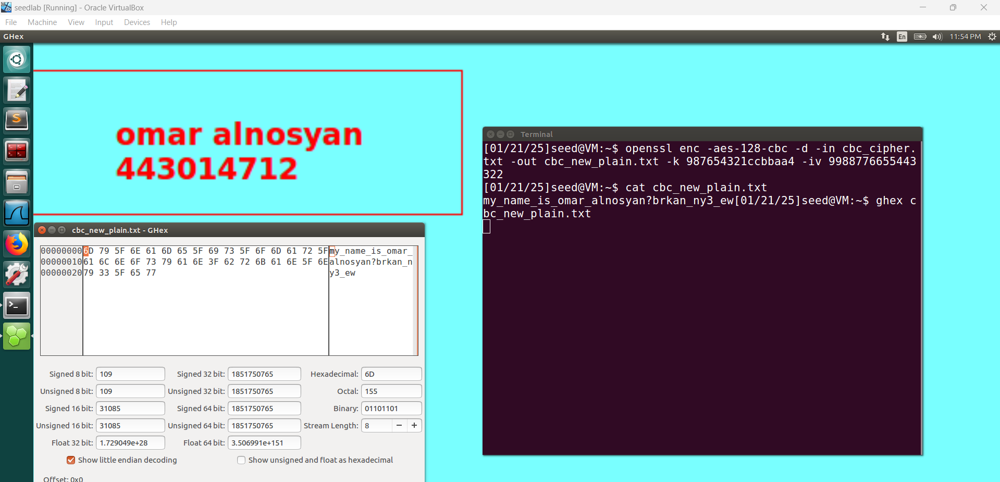 seedlab [Running] - Oracle VirtualBox
File Machine View Input Devices Help
GHex En 11:54 PM
omar alnosyan
443014712
Terminal
[01/21/25]seed@VM:~$ openssl enc -aes-128-cbc -d -in cbc_cipher.
txt -out cbc_new_plain.txt -k 987654321ccbbaa4 -iv 9988776655443
322
[01/21/25]seed@VM:~$ cat cbc_new_plain.txt
my_name_is_omar_alnosyan?brkan_ny3_ew[01/21/25]seed@VM:~$ ghex c
bc_new_plain.txt
cbc_new_plain.txt - GHex
00000000 6D 79 5F 6E 61 6D 65 5F 69 73 5F 6F 6D 61 72 5F my_name_is_omar_
00000010 61 6C 6E 6F 73 79 61 6E 3F 62 72 6B 61 6E 5F 6E alnosyan?brkan_n
00000020 79 33 5F 65 77 y3_ew
Signed 8 bit: 109 Signed 32 bit: 1851750765 Hexadecimal: 6D
Unsigned 8 bit: 109 Unsigned 32 bit: 1851750765 Octal: 155
Signed 16 bit: 31085 Signed 64 bit: 1851750765 Binary: 01101101
Unsigned 16 bit: 31085 Unsigned 64 bit: 1851750765 Stream Length: 8 − +
Float 32 bit: 1.729049e+28 Float 64 bit: 3.506991e+151
Show little endian decoding Show unsigned and float as hexadecimal
Offset: 0x0